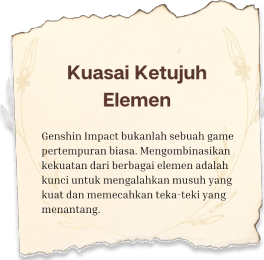 Kuasai Ketujuh
Elemen
Genshin Impact bukanlah sebuah game
pertempuran biasa. Mengombinasikan
kekuatan dari berbagai elemen adalah
kunci untuk mengalahkan musuh yang
kuat dan memecahkan teka-teki yang
menantang.